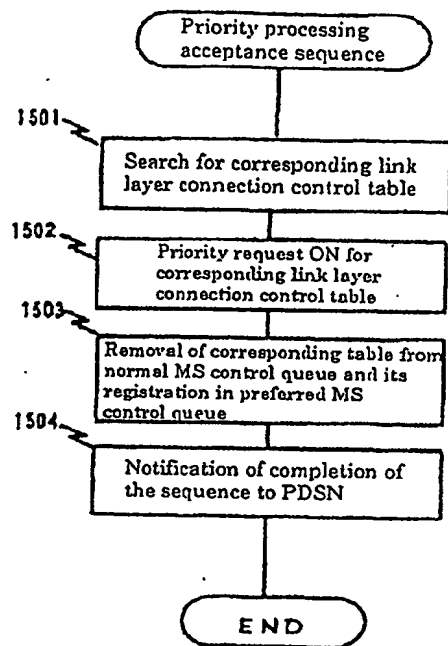 Priority processing
acceptance sequence
1501
Search for corresponding link
layer connection control table
1502
Priority request ON for
corresponding link layer
connection control table
1503
Removal of corresponding table from
normal MS control queue and its
registration in preferred MS
control queue
1504
Notification of completion of
the sequence to PDSN
END